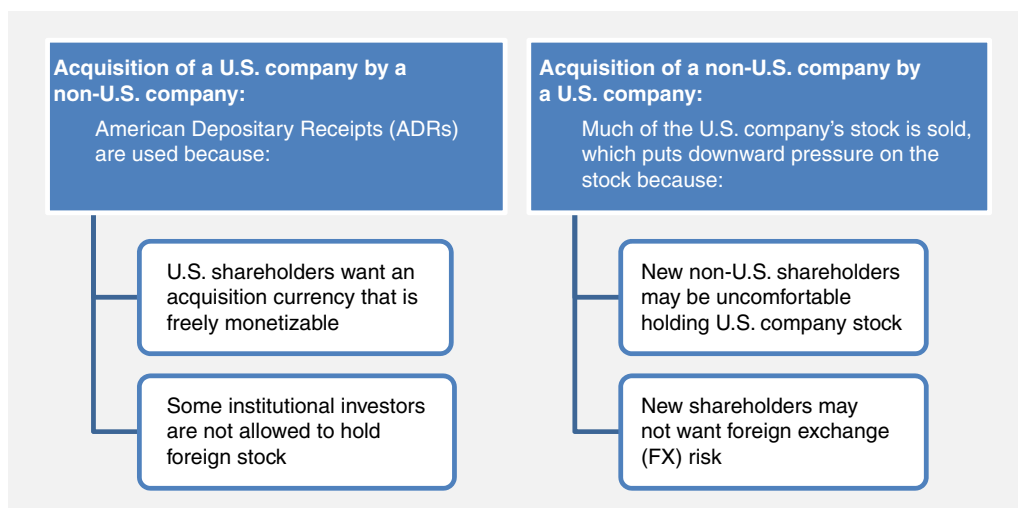 Acquisition of a U.S. company by a
non-U.S. company:
American Depositary Receipts (ADRs)
are used because:
U.S. shareholders want an
acquisition currency that is
freely monetizable
Some institutional investors
are not allowed to hold
foreign stock
Acquisition of a non-U.S. company by
a U.S. company:
Much of the U.S. company’s stock is sold,
which puts downward pressure on the
stock because:
New non-U.S. shareholders
may be uncomfortable
holding U.S. company stock
New shareholders may
not want foreign exchange
(FX) risk